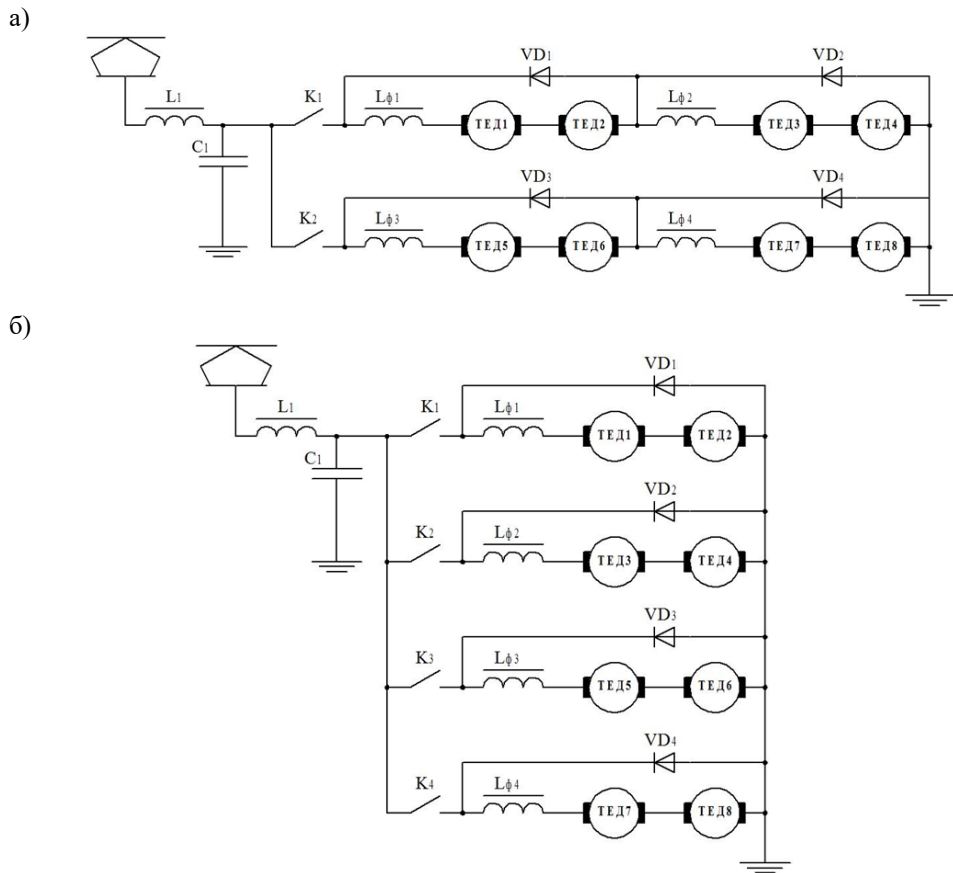 а)
VD1 VD2
L1 K1 Lф1 ТЕД1 ТЕД2 Lф2 ТЕД3 ТЕД4
C1
VD3 VD4
K2 Lф3 ТЕД5 ТЕД6 Lф4 ТЕД7 ТЕД8
б)
VD1
L1 K1 Lф1 ТЕД1 ТЕД2
C1
VD2
K2 Lф2 ТЕД3 ТЕД4
VD3
K3 Lф3 ТЕД5 ТЕД6
VD4
K4 Lф4 ТЕД7 ТЕД8